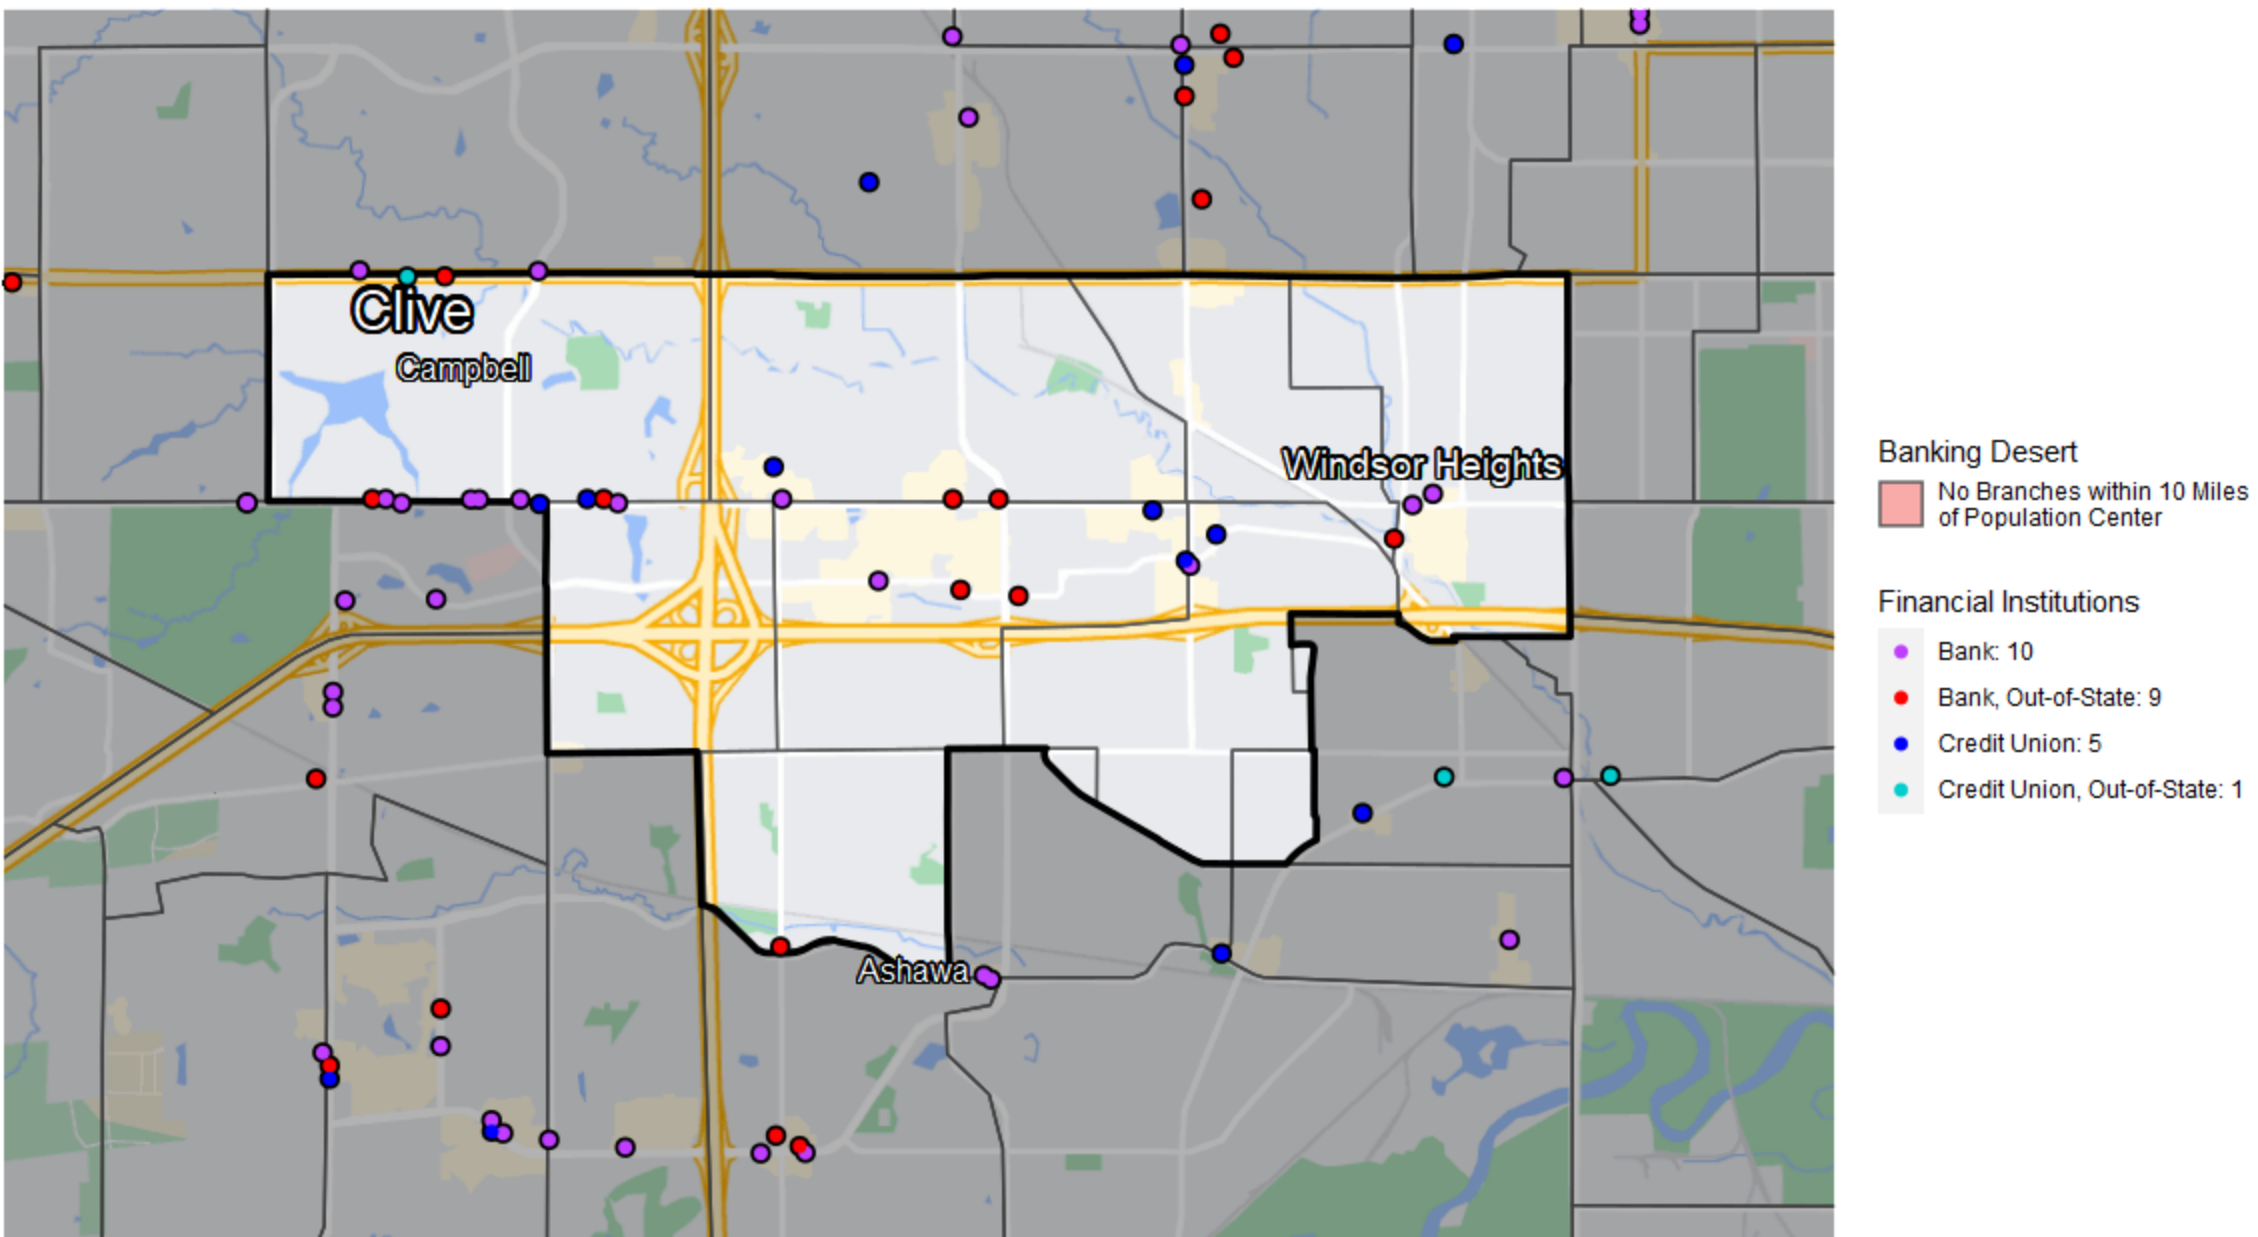 Clive
Campbell
Windsor Heights
Ashawa
Banking Desert
No Branches within 10 Miles
of Population Center
Financial Institutions
Bank: 10
Bank, Out-of-State: 9
Credit Union: 5
Credit Union, Out-of-State: 1